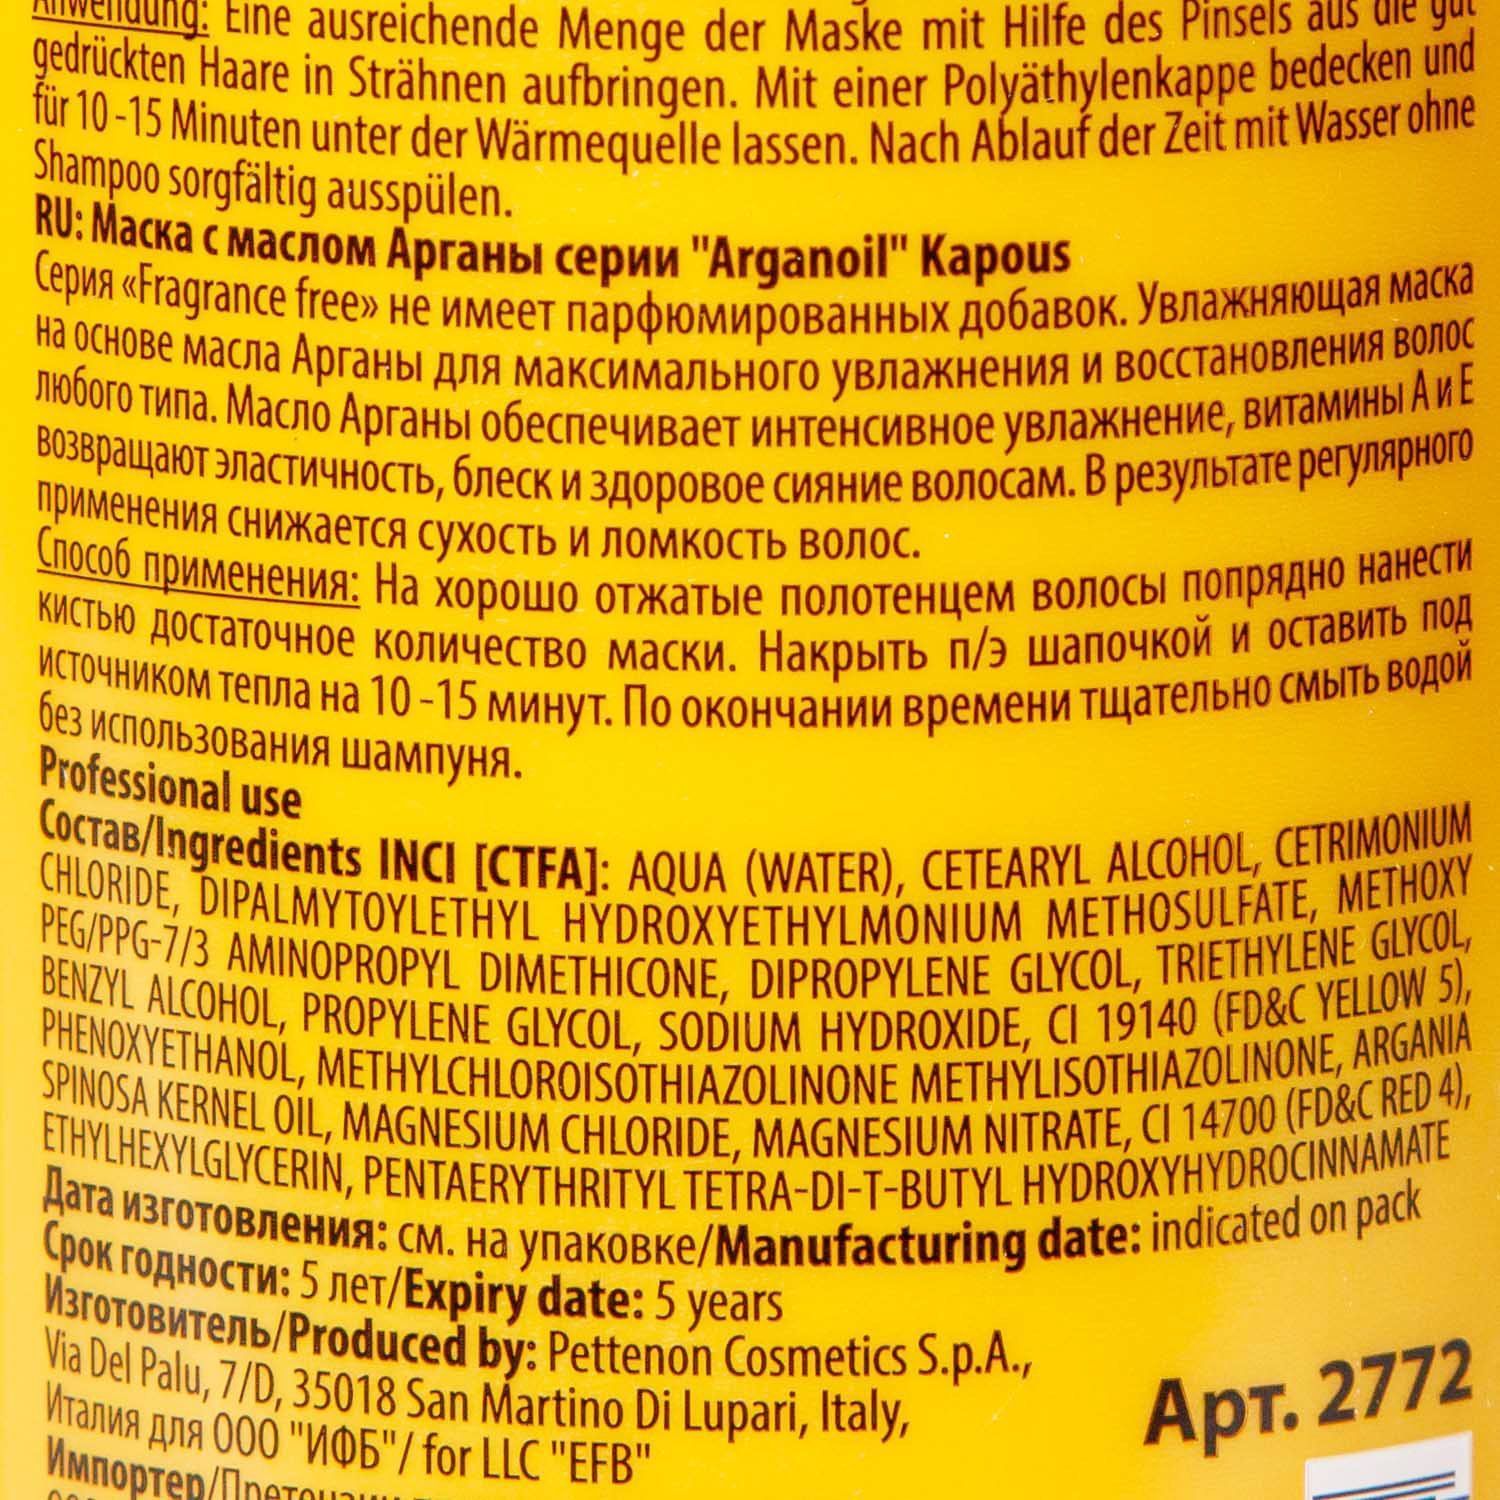 Anwendung: Eine ausreichende Menge der Maske mit Hilfe des Pinsels aus die gut
gedrückten Haare in Strähnen aufbringen. Mit einer Polyäthylenkappe bedecken und
für 10 -15 Minuten unter der Wärmequelle lassen. Nach Ablauf der Zeit mit Wasser ohne
Shampoo sorgfältig ausspülen.
RU: Маска с маслом Арганы серии "Arganoil" Kapous
Серия «Fragrance free» не имеет парфюмированных добавок. Увлажняющая маска
на основе масла Арганы для максимального увлажнения и восстановления волос
любого типа. Масло Арганы обеспечивает интенсивное увлажнение, витамины А и Е
возвращают эластичность, блеск и здоровое сияние волосам. В результате регулярного
применения снижается сухость и ломкость волос.
Способ применения: На хорошо отжатые полотенцем волосы попрядно нанести
кистью достаточное количество маски. Накрыть п/э шапочкой и оставить под
источником тепла на 10 -15 минут. По окончании времени тщательно смыть водой
без использования шампуня.
Professional use
Состав/Ingredients INCI [CTFA]: AQUA (WATER), CETEARYL ALCOHOL, CETRIMONIUM
CHLORIDE, DIPALMYTOYLETHYL HYDROXYETHYLMONIUM METHOSULFATE, METHOXY
PEG/PPG-7/3 AMINOPROPYL DIMETHICONE, DIPROPYLENE GLYCOL, TRIETHYLENE GLYCOL,
BENZYL ALCOHOL, PROPYLENE GLYCOL, SODIUM HYDROXIDE, CI 19140 (FD&C YELLOW 5),
PHENOXYETHANOL, METHYLCHLOROISOTHIAZOLINONE METHYLISOTHIAZOLINONE, ARGANIA
SPINOSA KERNEL OIL, MAGNESIUM CHLORIDE, MAGNESIUM NITRATE, CI 14700 (FD&C RED 4),
ETHYLHEXYLGLYCERIN, PENTAERYTHRITYL TETRA-DI-T-BUTYL HYDROXYHYDROCINNAMATE
Дата изготовления: см. на упаковке/Manufacturing date: indicated on pack
Срок годности: 5 лет/Expiry date: 5 years
Изготовитель/Produced by: Pettenon Cosmetics S.p.A.,
Via Del Palu, 7/D, 35018 San Martino Di Lupari, Italy,
Италия для ООО "ИФБ"/ for LLC "EFB"
Арт. 2772
Импортер/Претензии